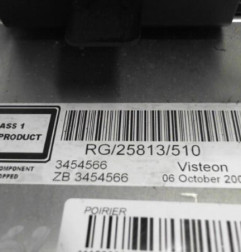 ASS 1
PRODUCT
RG/25813/510
3454566 Visteon
ZB 3454566 06 October 200
POIRIER